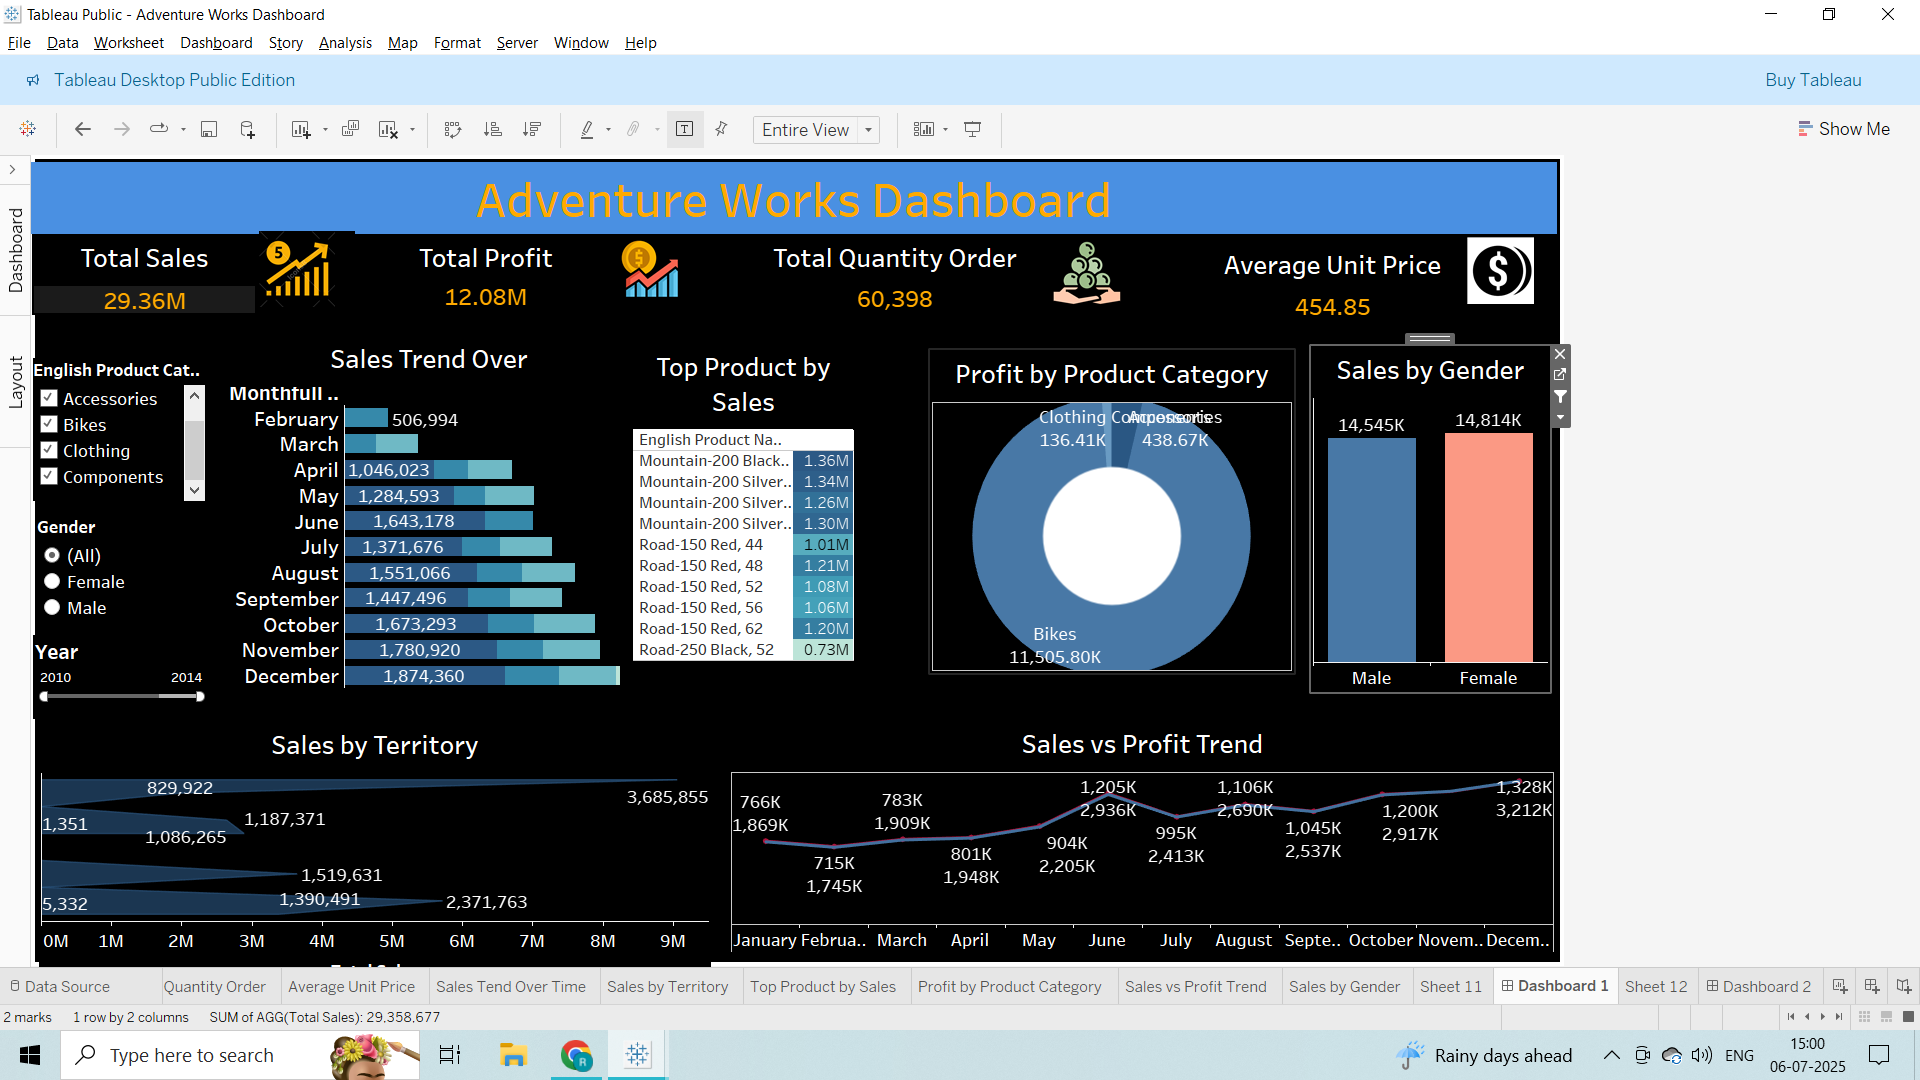 Tableau Public - Adventure Works Dashboard
File Data Worksheet Dashboard Story Analysis Map Format Server Window Help
Tableau Desktop Public Edition
Buy Tableau
Entire View
Show Me
Dashboard
Layout
Adventure Works Dashboard
Total Sales
29.36M
Total Profit
12.08M
Total Quantity Order
60,398
Average Unit Price
454.85
English Product Cat..
Accessories
Bikes
Clothing
Components
Gender
(All)
Female
Male
Year
2010 2014
Sales Trend Over
Monthfull ..
February 506,994
March
April 1,046,023
May 1,284,593
June 1,643,178
July 1,371,676
August 1,551,066
September 1,447,496
October 1,673,293
November 1,780,920
December 1,874,360
Top Product by
Sales
English Product Na..
Mountain-200 Black.. 1.36M
Mountain-200 Silver.. 1.34M
Mountain-200 Silver.. 1.26M
Mountain-200 Silver.. 1.30M
Road-150 Red, 44 1.01M
Road-150 Red, 48 1.21M
Road-150 Red, 52 1.08M
Road-150 Red, 56 1.06M
Road-150 Red, 62 1.20M
Road-250 Black, 52 0.73M
Profit by Product Category
Clothing
136.41K
Accessories
438.67K
Bikes
11,505.80K
Sales by Gender
14,545K 14,814K
Male Female
Sales by Territory
829,922
3,685,855
1,351
1,187,371
1,086,265
1,519,631
5,332
1,390,491
2,371,763
0M 1M 2M 3M 4M 5M 6M 7M 8M 9M
Sales vs Profit Trend
766K
1,869K
715K
1,745K
783K
1,909K
801K
1,948K
904K
2,205K
1,205K
2,936K
995K
2,413K
1,106K
2,690K
1,045K
2,537K
1,200K
2,917K
1,328K
3,212K
January Februa.. March April May June July August Septe.. October Novem.. Decem..
Data Source Quantity Order Average Unit Price Sales Tend Over Time Sales by Territory Top Product by Sales Profit by Product Category Sales vs Profit Trend Sales by Gender Sheet 11 Dashboard 1 Sheet 12 Dashboard 2
2 marks 1 row by 2 columns SUM of AGG(Total Sales): 29,358,677
Type here to search
Rainy days ahead
ENG
15:00
06-07-2025